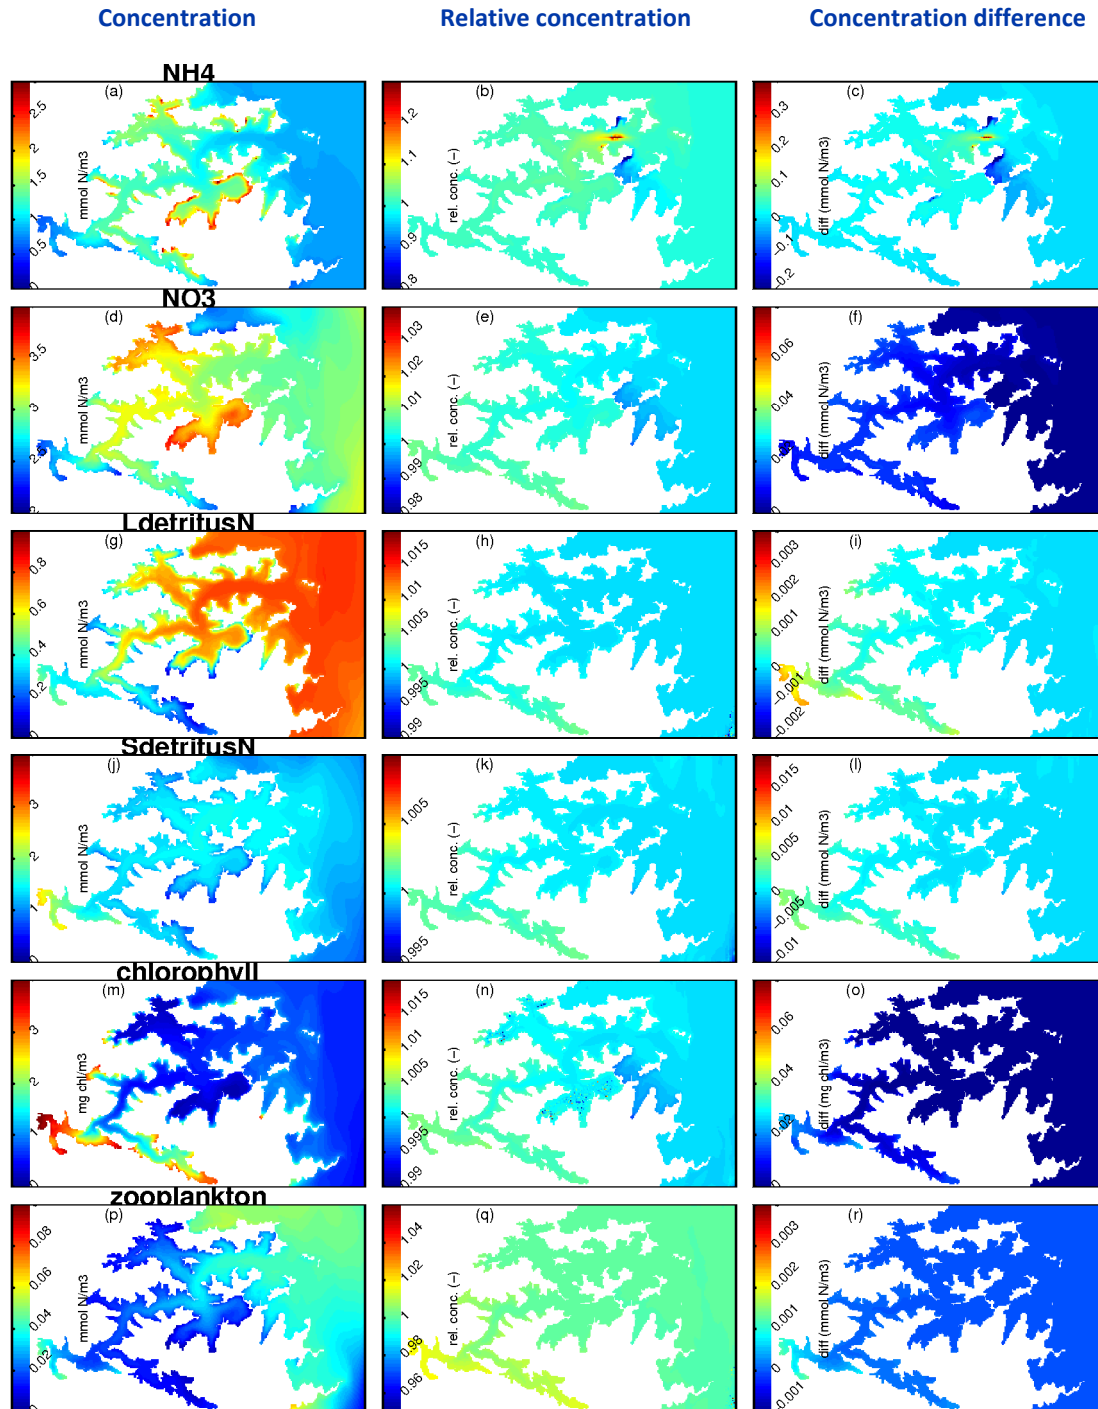 Concentration Relative concentration Concentration difference
NH4
(a) (b) (c)
2.5 2 1.5 1 0.5 0 mmol N/m3
1.2 1.1 1 0.9 0.8 rel. conc. (−)
0.3 0.2 0.1 0 −0.1 −0.2 diff (mmol N/m3)
NO3
(d) (e) (f)
3.5 3 2 mmol N/m3
1.03 1.02 1.01 1 0.99 0.98 rel. conc. (−)
0.06 0.04 0 diff (mmol N/m3)
LdetritusN
(g) (h) (i)
0.8 0.6 0.4 0.2 0 mmol N/m3
1.015 1.01 1.005 1 0.995 0.99 rel. conc. (−)
0.003 0.002 0.001 0 −0.001 −0.002 diff (mmol N/m3)
SdetritusN
(j) (k) (l)
3 2 1 0 mmol N/m3
1.005 1 0.995 rel. conc. (−)
0.015 0.01 0.005 0 −0.005 −0.01 diff (mmol N/m3)
chlorophyll
(m) (n) (o)
3 2 1 0 mg chl/m3
1.015 1.01 1.005 1 0.995 0.99 rel. conc. (−)
0.06 0.04 0.02 0 diff (mg chl/m3)
zooplankton
(p) (q) (r)
0.08 0.06 0.04 0.02 0 mmol N/m3
1.04 1.02 1 0.98 0.96 rel. conc. (−)
0.003 0.002 0.001 0 −0.001 diff (mmol N/m3)